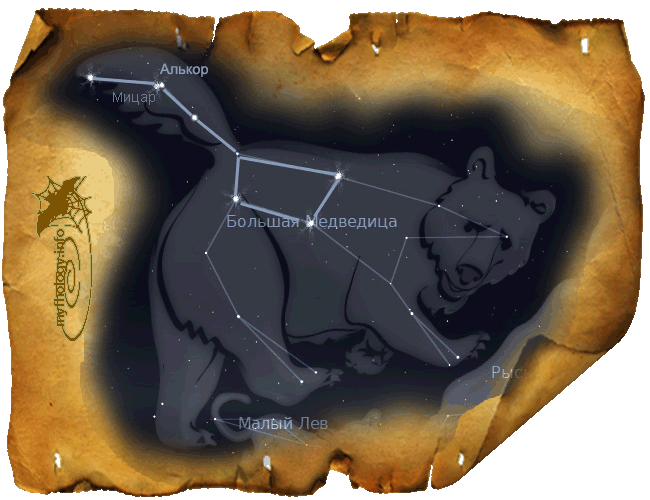 Алькор
Мицар
Большая Медведица
Рысь
Малый Лев
mythology.info